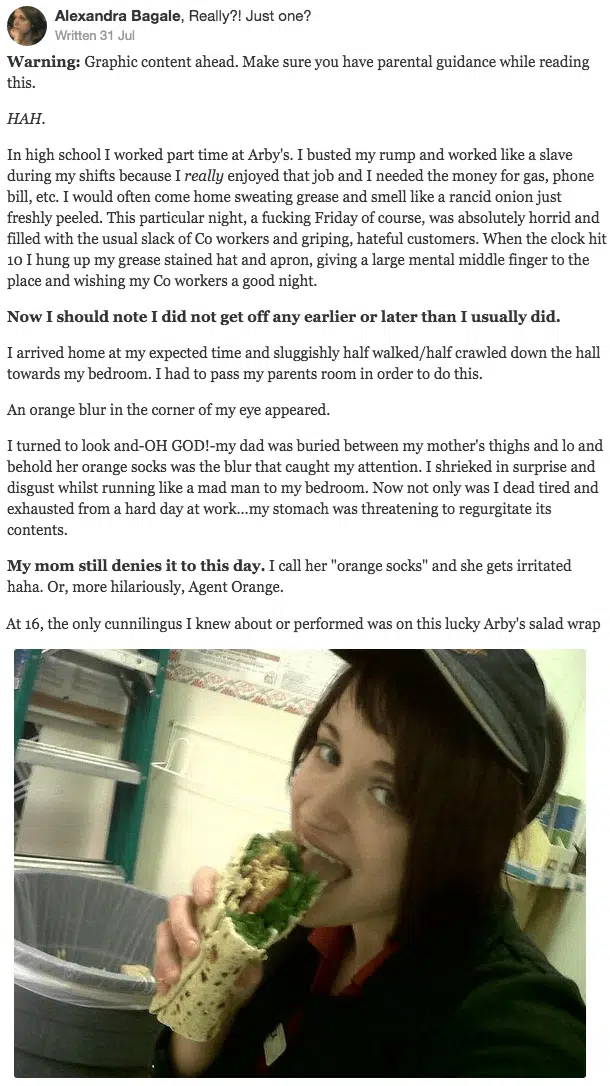 Alexandra Bagale, Really?! Just one?
Written 31 Jul
Warning: Graphic content ahead. Make sure you have parental guidance while reading
this.
HAH.
In high school I worked part time at Arby's. I busted my rump and worked like a slave
during my shifts because I really enjoyed that job and I needed the money for gas, phone
bill, etc. I would often come home sweating grease and smell like a rancid onion just
freshly peeled. This particular night, a fucking Friday of course, was absolutely horrid and
filled with the usual slack of Co workers and griping, hateful customers. When the clock hit
10 I hung up my grease stained hat and apron, giving a large mental middle finger to the
place and wishing my Co workers a good night.
Now I should note I did not get off any earlier or later than I usually did.
I arrived home at my expected time and sluggishly half walked/half crawled down the hall
towards my bedroom. I had to pass my parents room in order to do this.
An orange blur in the corner of my eye appeared.
I turned to look and-OH GOD!-my dad was buried between my mother's thighs and lo and
behold her orange socks was the blur that caught my attention. I shrieked in surprise and
disgust whilst running like a mad man to my bedroom. Now not only was I dead tired and
exhausted from a hard day at work...my stomach was threatening to regurgitate its
contents.
My mom still denies it to this day. I call her "orange socks" and she gets irritated
haha. Or, more hilariously, Agent Orange.
At 16, the only cunnilingus I knew about or performed was on this lucky Arby's salad wrap